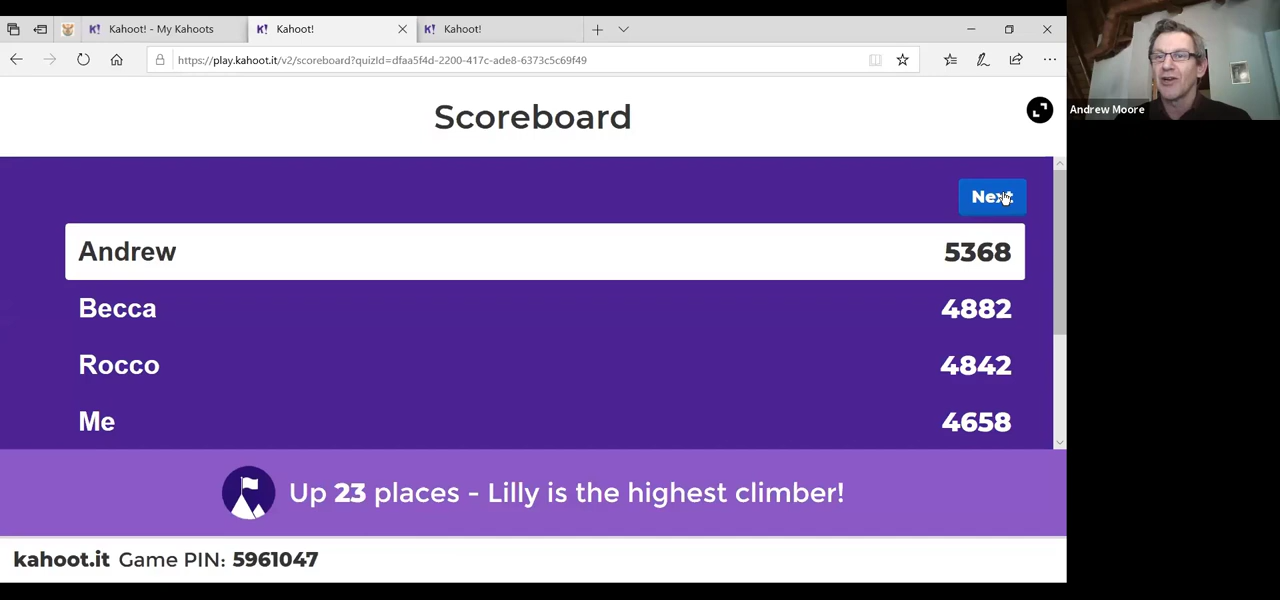 Kahoot! - My Kahoots
Kahoot!
Kahoot!
https://play.kahoot.it/v2/scoreboard?quizId=dfaa5f4d-2200-417c-ade8-6373c5c69f49
Andrew Moore
Scoreboard
Next
Andrew 5368
Becca 4882
Rocco 4842
Me 4658
Up 23 places - Lilly is the highest climber!
kahoot.it Game PIN: 5961047